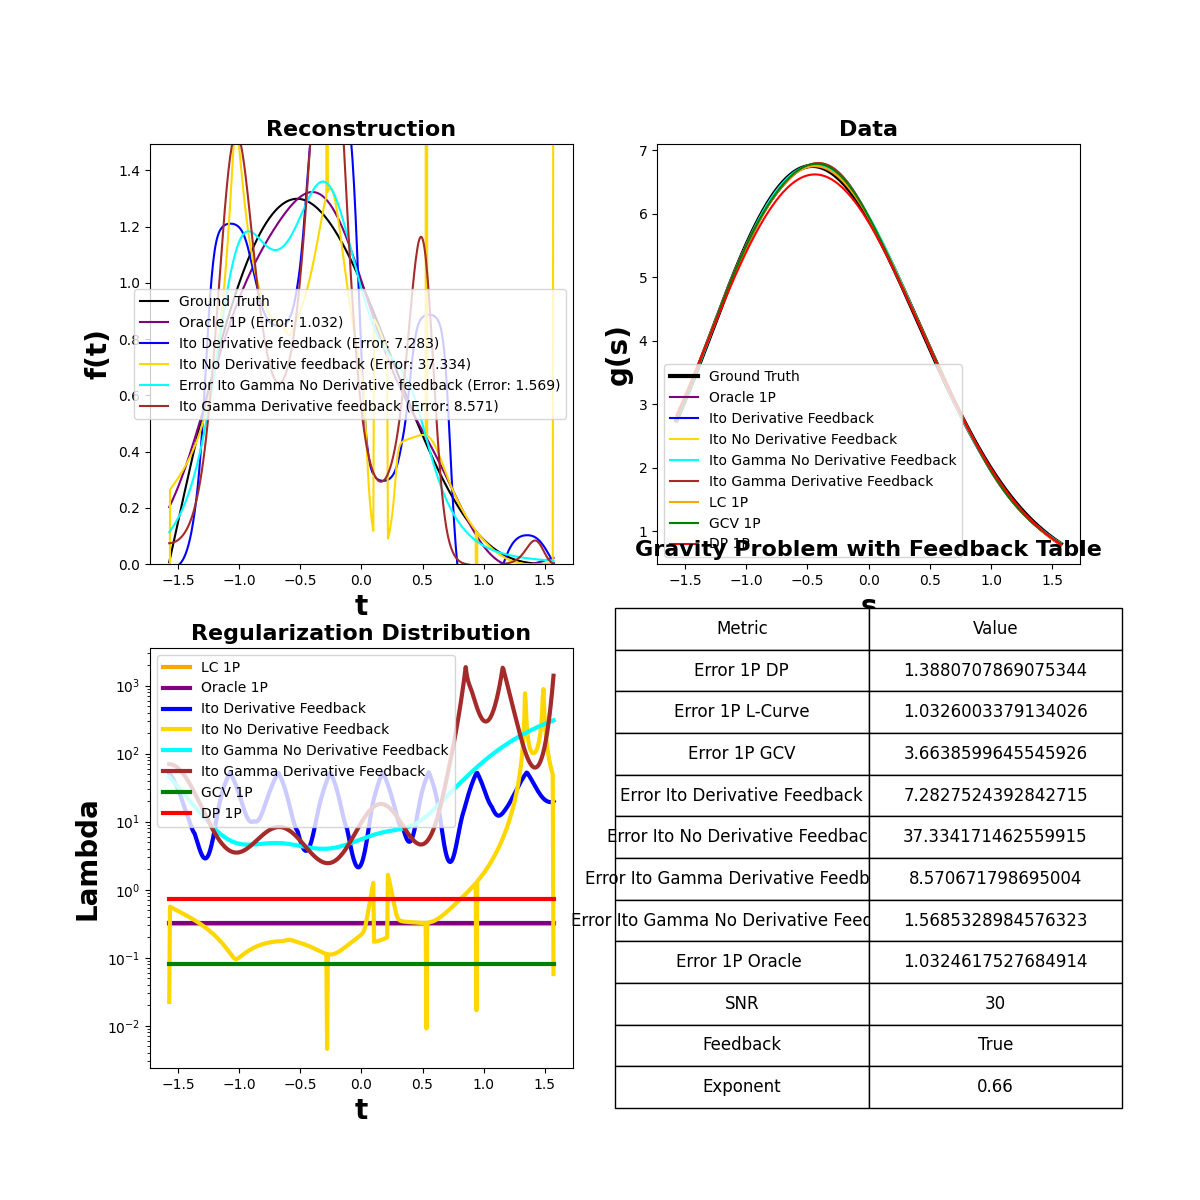 Reconstruction
1.4
1.2
1.0
0.8
0.6
0.4
0.2
0.0
f(t)
Ground Truth
Oracle 1P (Error: 1.032)
Ito Derivative feedback (Error: 7.283)
Ito No Derivative feedback (Error: 37.334)
Error Ito Gamma No Derivative feedback (Error: 1.569)
Ito Gamma Derivative feedback (Error: 8.571)
−1.5 −1.0 −0.5 0.0 0.5 1.0 1.5
t
Data
7
6
5
4
3
2
1
g(s)
Ground Truth
Oracle 1P
Ito Derivative Feedback
Ito No Derivative Feedback
Ito Gamma No Derivative Feedback
Ito Gamma Derivative Feedback
LC 1P
GCV 1P
DP 1P
−1.5 −1.0 −0.5 0.0 0.5 1.0 1.5
s
Regularization Distribution
10³
10²
10¹
10⁰
10⁻¹
10⁻²
Lambda
LC 1P
Oracle 1P
Ito Derivative Feedback
Ito No Derivative Feedback
Ito Gamma No Derivative Feedback
Ito Gamma Derivative Feedback
GCV 1P
DP 1P
−1.5 −1.0 −0.5 0.0 0.5 1.0 1.5
t
Gravity Problem with Feedback Table
Metric Value
Error 1P DP 1.3880707869075344
Error 1P L-Curve 1.0326003379134026
Error 1P GCV 3.6638599645545926
Error Ito Derivative Feedback 7.2827524392842715
Error Ito No Derivative Feedbac 37.334171462559915
Error Ito Gamma Derivative Feedb 8.570671798695004
Error Ito Gamma No Derivative Feec 1.5685328984576323
Error 1P Oracle 1.0324617527684914
SNR 30
Feedback True
Exponent 0.66